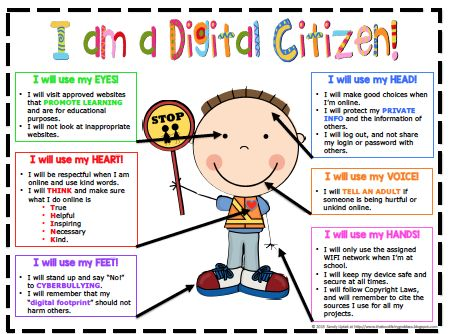 I am a Digital Citizen!
I will use my EYES!
• I will visit approved websites
that PROMOTE LEARNING
and are for educational
purposes.
• I will not look at inappropriate
websites.
I will use my HEART!
• I will be respectful when I am
online and use kind words.
• I will THINK and make sure
what I do online is
• True
• Helpful
• Inspiring
• Necessary
• Kind.
I will use my FEET!
• I will stand up and say "No!"
to CYBERBULLYING.
• I will remember that my
"digital footprint" should
not harm others.
STOP
I will use my HEAD!
• I will make good choices when
I'm online.
• I will protect my PRIVATE
INFO and the information of
others.
• I will log out, and not share
my login or password with
others.
I will use my VOICE!
• I will TELL AN ADULT if
someone is being hurtful or
unkind online.
I will use my HANDS!
• I will only use the assigned
WIFI network when I'm at
school.
• I will keep my device safe and
secure at all times.
• I will follow Copyright Laws,
and will remember to cite
the sources I use for all my
projects.